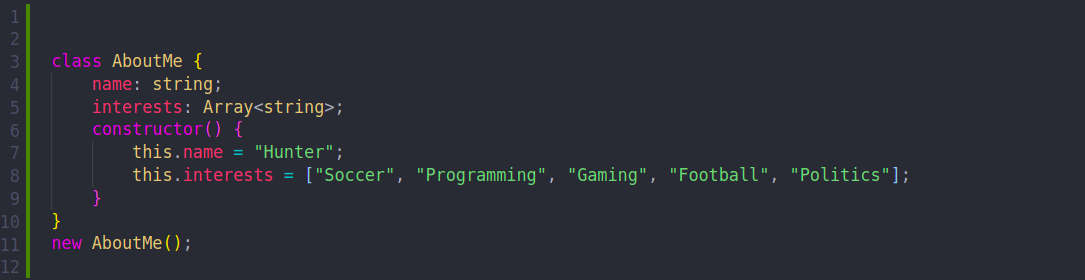 1
2
3 class AboutMe {
4     name: string;
5     interests: Array<string>;
6     constructor() {
7         this.name = "Hunter";
8         this.interests = ["Soccer", "Programming", "Gaming", "Football", "Politics"];
9     }
10 }
11 new AboutMe();
12